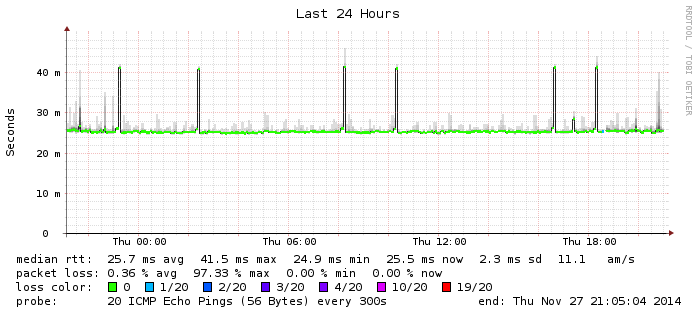 Last 24 Hours
RRDTOOL / TOBI OETIKER
Seconds
40 m
30 m
20 m
10 m
0
Thu 00:00 Thu 06:00 Thu 12:00 Thu 18:00
median rtt: 25.7 ms avg 41.5 ms max 24.9 ms min 25.5 ms now 2.3 ms sd 11.1 am/s
packet loss: 0.36 % avg 97.33 % max 0.00 % min 0.00 % now
loss color: 0 1/20 2/20 3/20 4/20 10/20 19/20
probe: 20 ICMP Echo Pings (56 Bytes) every 300s end: Thu Nov 27 21:05:04 2014